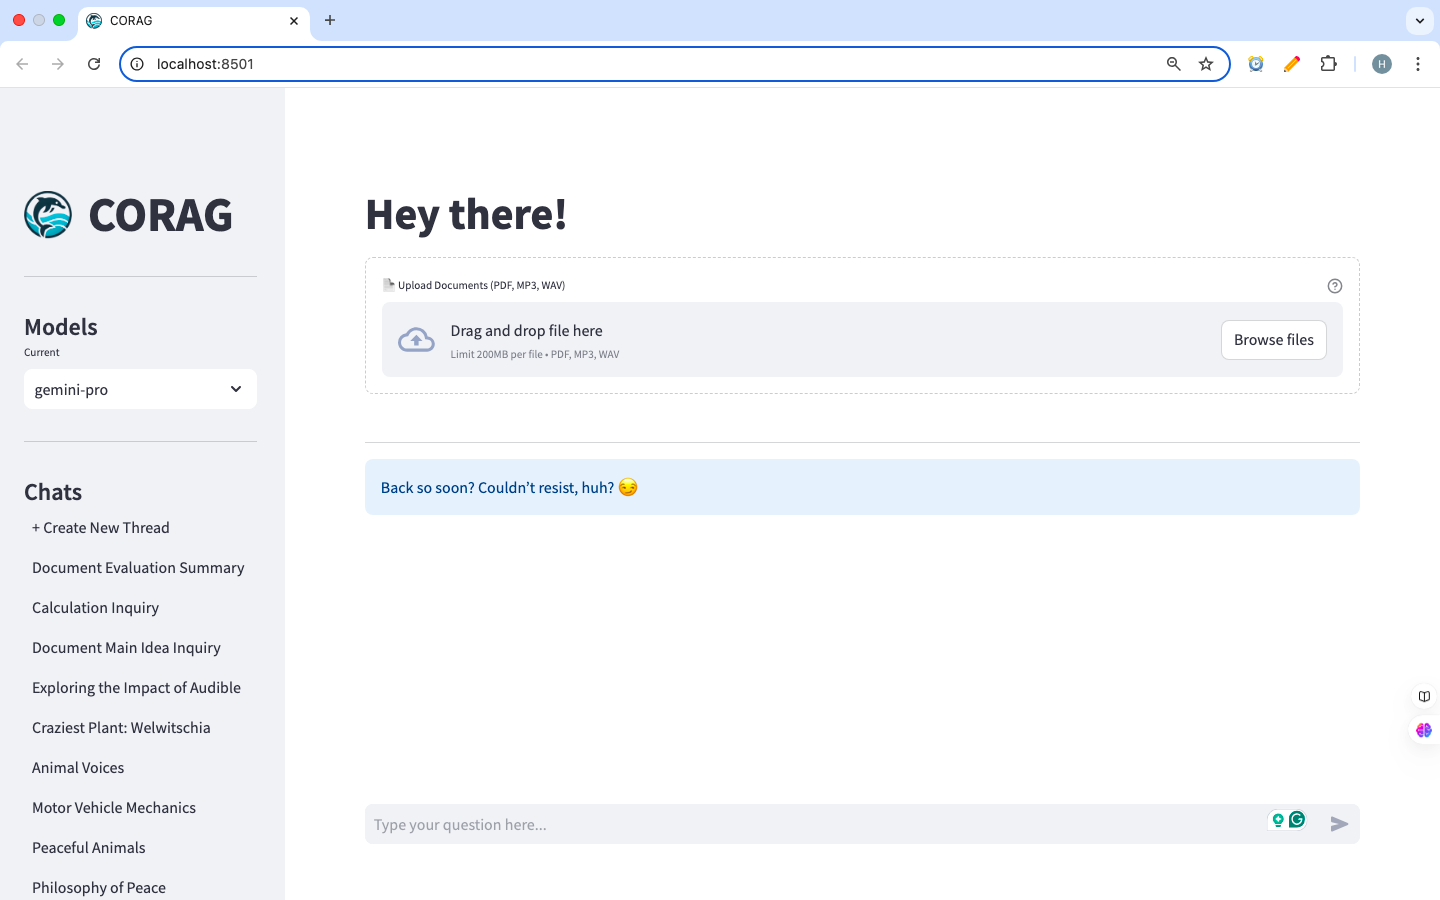 CORAG
localhost:8501
H
CORAG
Models
Current
gemini-pro
Chats
+ Create New Thread
Document Evaluation Summary
Calculation Inquiry
Document Main Idea Inquiry
Exploring the Impact of Audible
Craziest Plant: Welwitschia
Animal Voices
Motor Vehicle Mechanics
Peaceful Animals
Philosophy of Peace
Hey there!
Upload Documents (PDF, MP3, WAV)
Drag and drop file here
Limit 200MB per file • PDF, MP3, WAV
Browse files
Back so soon? Couldn’t resist, huh? 😏
Type your question here...